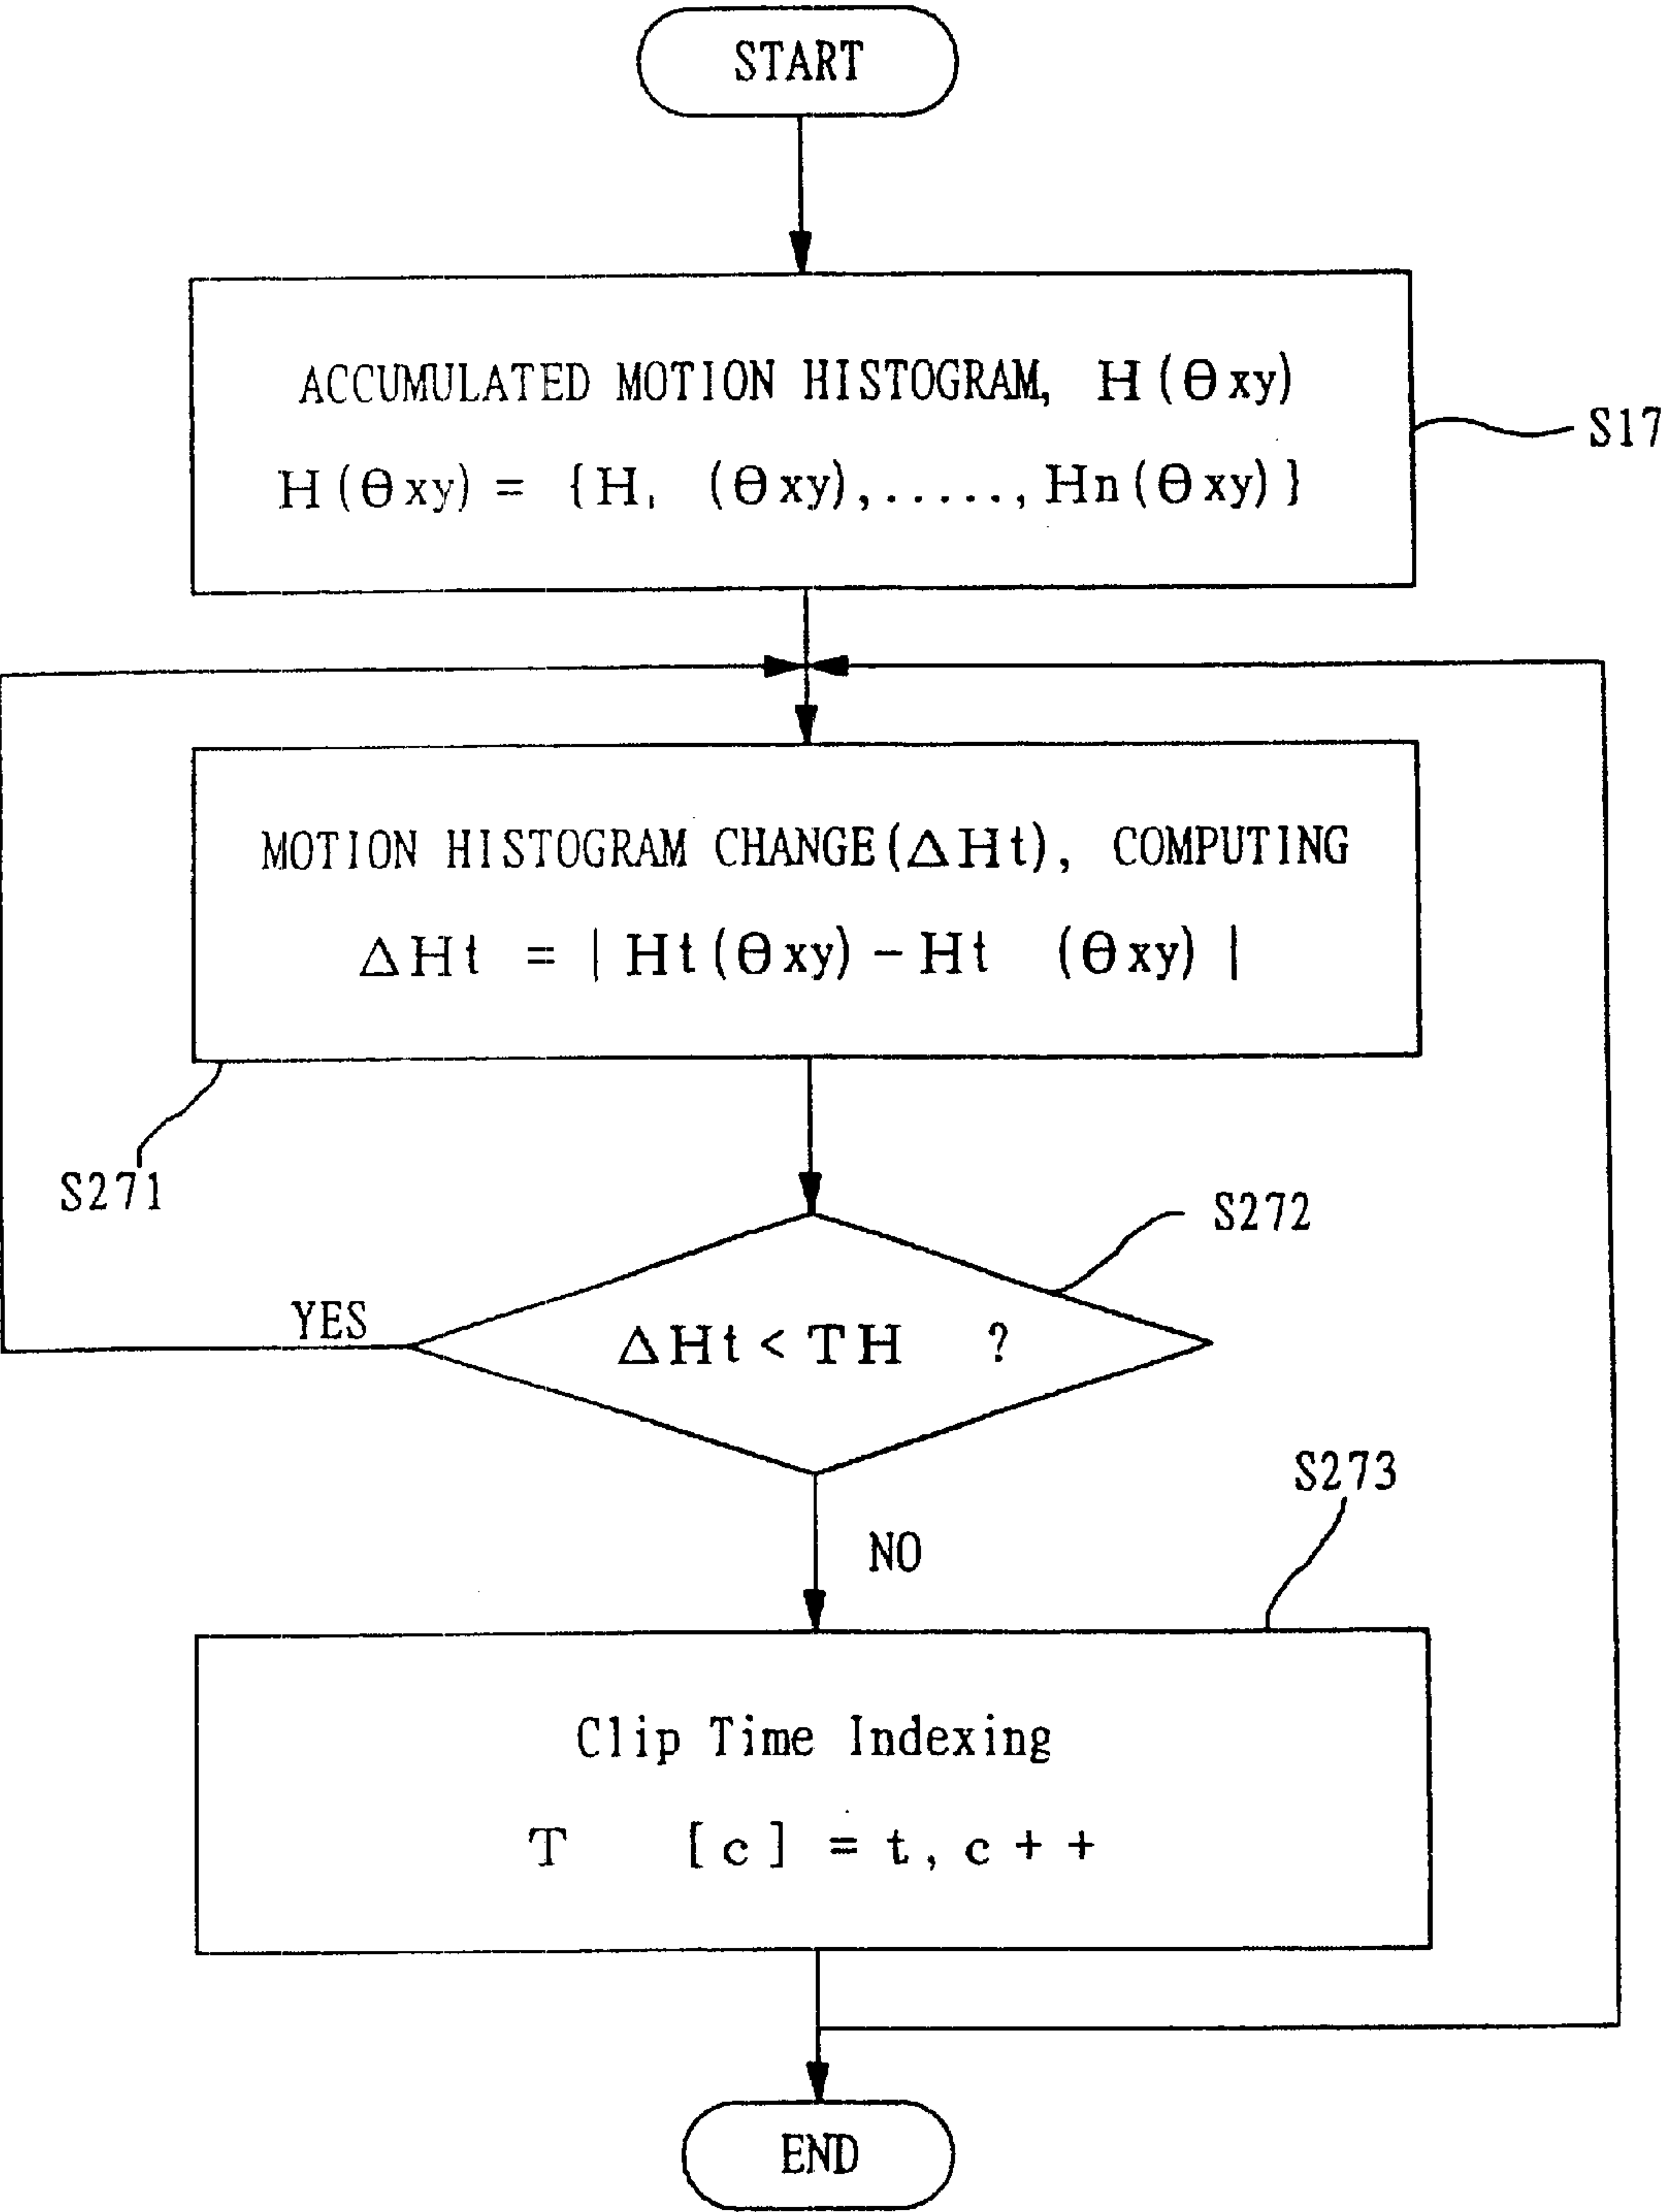 START
ACCUMULATED MOTION HISTOGRAM, H(θxy)
H(θxy) = {H, (θxy),.....,Hn(θxy)}
S17
MOTION HISTOGRAM CHANGE(ΔHt), COMPUTING
ΔHt = | Ht(θxy)-Ht (θxy) |
S271
S272
YES
ΔHt<TH ?
S273
NO
Clip Time Indexing
T [c]=t,c++
END